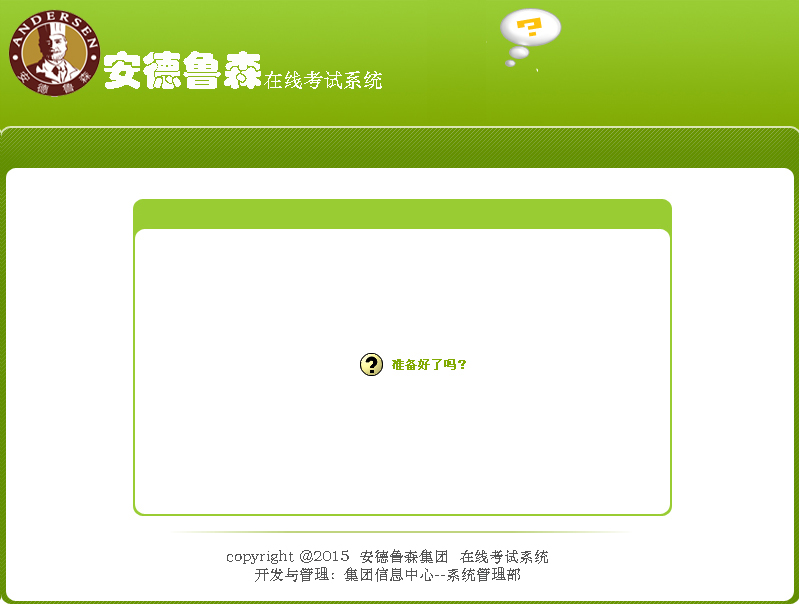 ANDERSEN
安德鲁森
安德鲁森在线考试系统
?
? 准备好了吗?
copyright @2015 安德鲁森集团 在线考试系统
开发与管理：集团信息中心--系统管理部